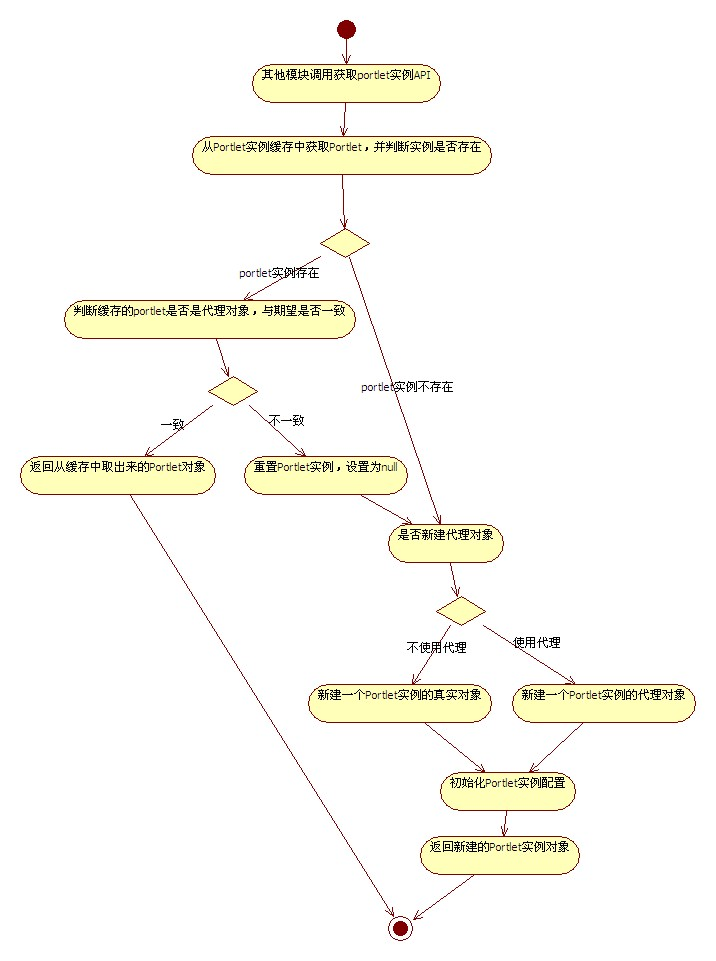 其他模块调用获取portlet实例API
从Portlet实例缓存中获取Portlet，并判断实例是否存在
portlet实例存在
判断缓存的portlet是否是代理对象，与期望是否一致
portlet实例不存在
一致
不一致
返回从缓存中取出来的Portlet对象
重置Portlet实例，设置为null
是否新建代理对象
不使用代理
使用代理
新建一个Portlet实例的真实对象
新建一个Portlet实例的代理对象
初始化Portlet实例配置
返回新建的Portlet实例对象